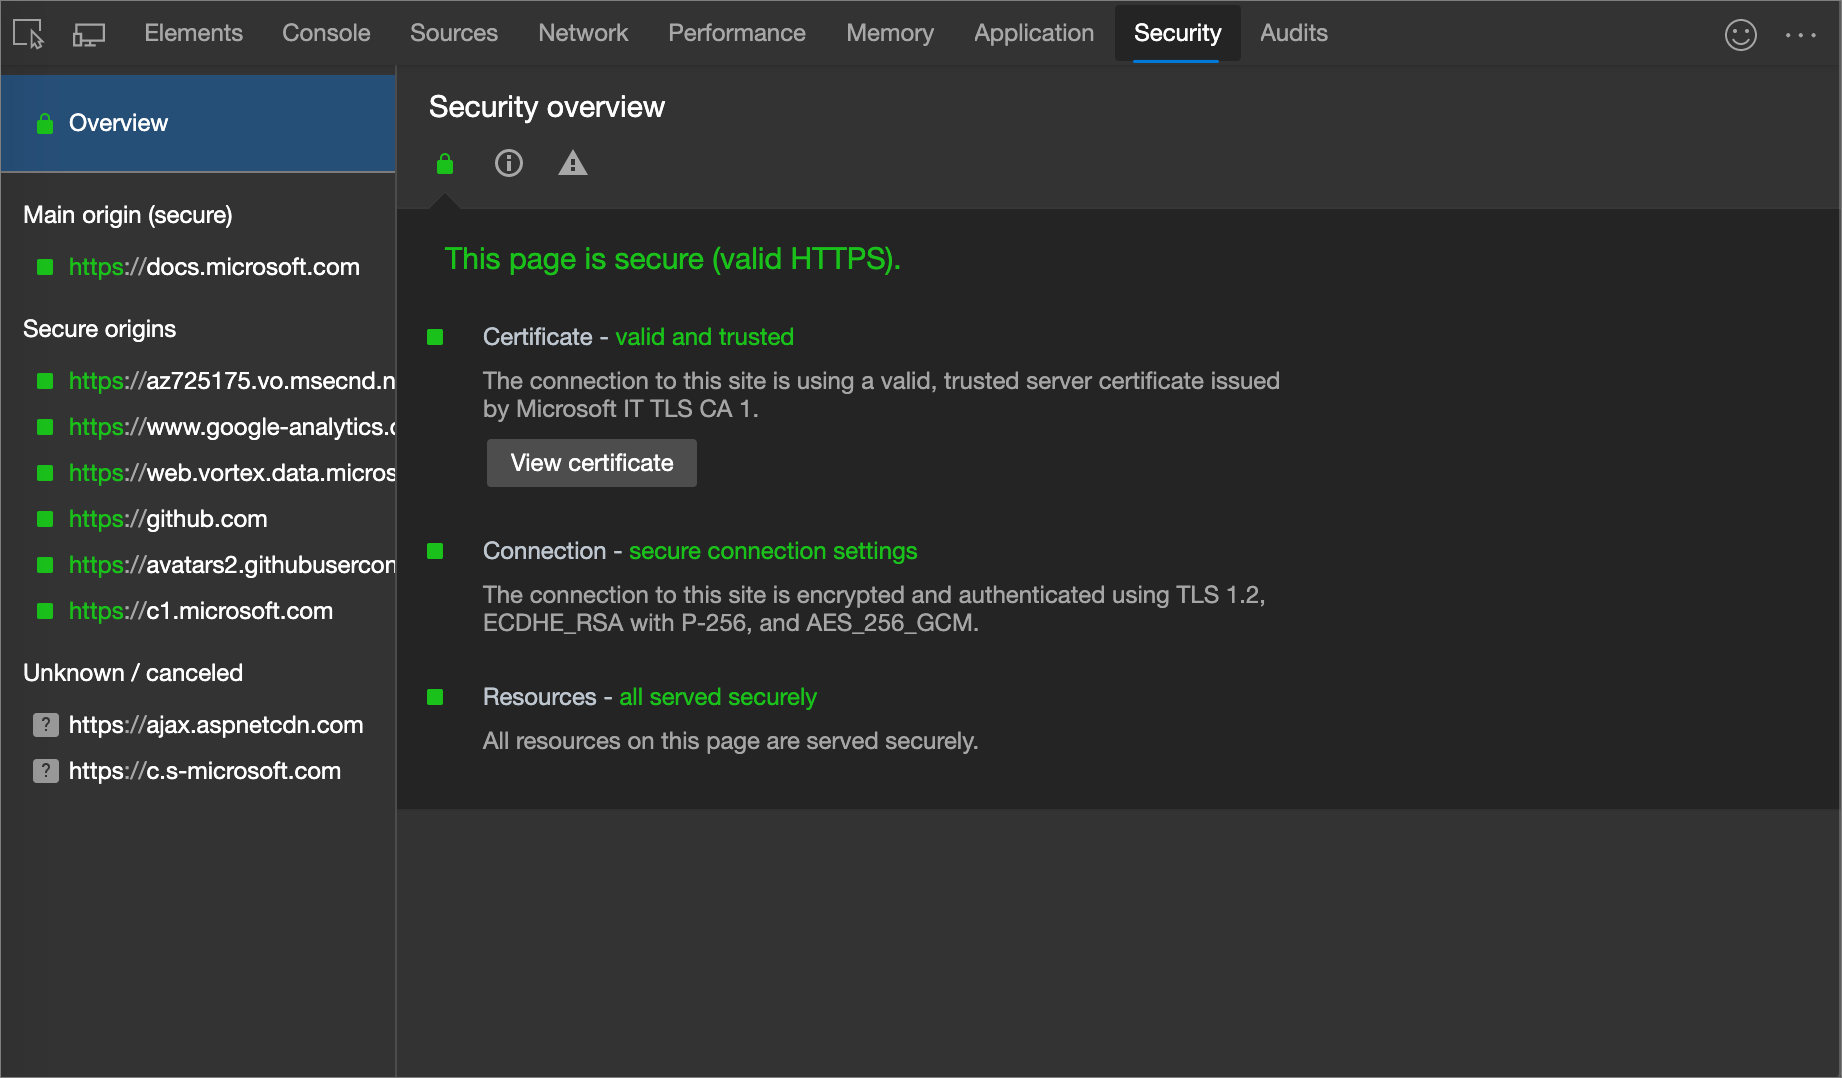 Elements Console Sources Network Performance Memory Application Security Audits
Overview
Main origin (secure)
https://docs.microsoft.com
Secure origins
https://az725175.vo.msecnd.n
https://www.google-analytics.c
https://web.vortex.data.micros
https://github.com
https://avatars2.githubusercon
https://c1.microsoft.com
Unknown / canceled
? https://ajax.aspnetcdn.com
? https://c.s-microsoft.com
Security overview
This page is secure (valid HTTPS).
Certificate - valid and trusted
The connection to this site is using a valid, trusted server certificate issued
by Microsoft IT TLS CA 1.
View certificate
Connection - secure connection settings
The connection to this site is encrypted and authenticated using TLS 1.2,
ECDHE_RSA with P-256, and AES_256_GCM.
Resources - all served securely
All resources on this page are served securely.